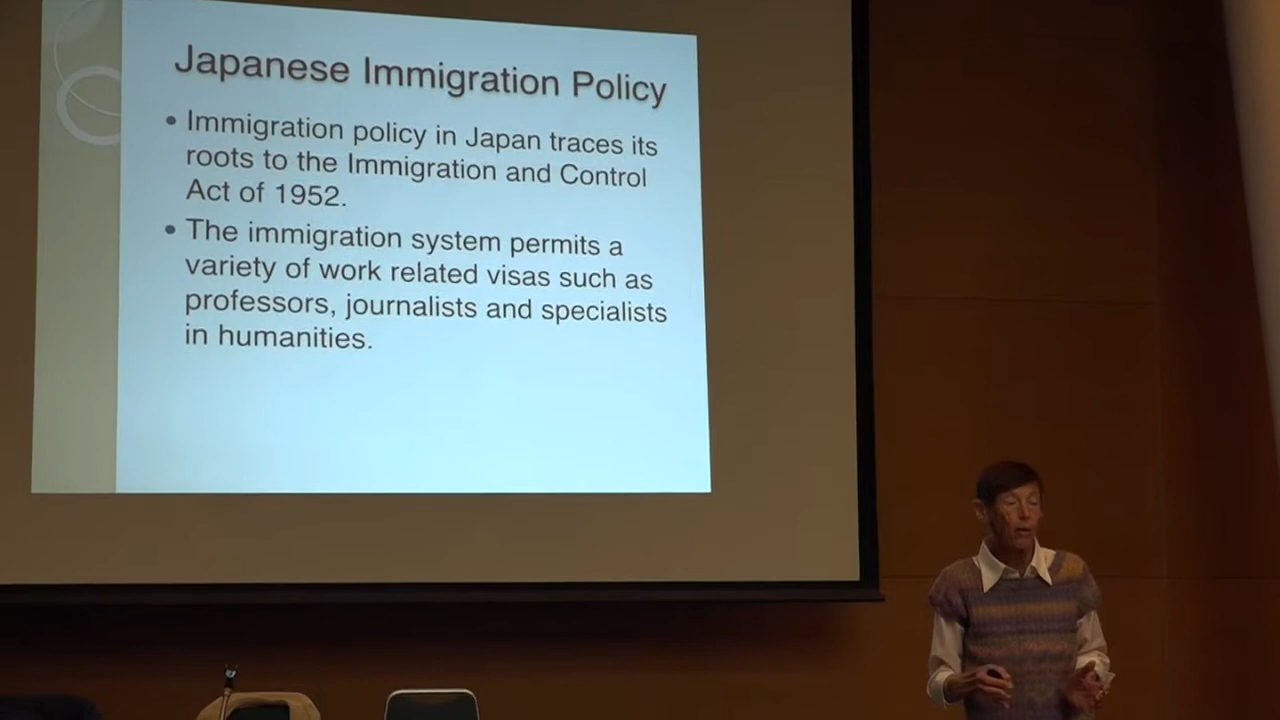 Japanese Immigration Policy
• Immigration policy in Japan traces its
roots to the Immigration and Control
Act of 1952.
• The immigration system permits a
variety of work related visas such as
professors, journalists and specialists
in humanities.